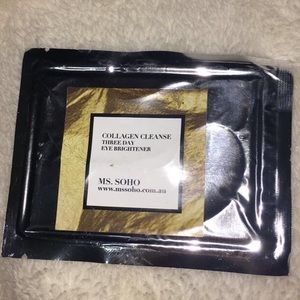 COLLAGEN CLEANSE
THREE DAY
EYE BRIGHTENER
MS. SOHO
www.mssoho.com.au